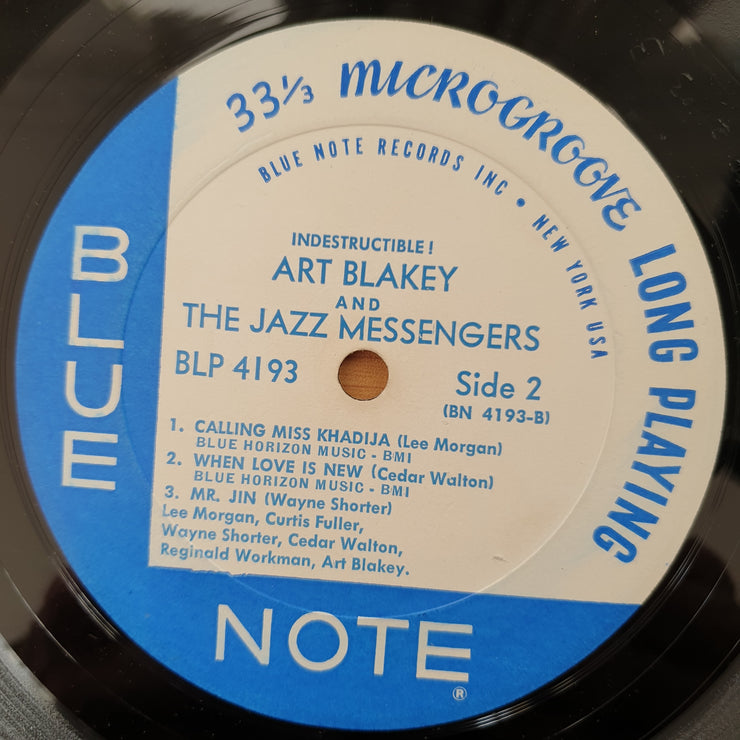 33⅓ MICROGROOVE LONG PLAYING
BLUE NOTE RECORDS INC • NEW YORK USA
INDESTRUCTIBLE!
ART BLAKEY
AND
THE JAZZ MESSENGERS
BLP 4193
Side 2
(BN 4193-B)
1. CALLING MISS KHADIJA (Lee Morgan)
BLUE HORIZON MUSIC - BMI
2. WHEN LOVE IS NEW (Cedar Walton)
BLUE HORIZON MUSIC - BMI
3. MR. JIN (Wayne Shorter)
Lee Morgan, Curtis Fuller,
Wayne Shorter, Cedar Walton,
Reginald Workman, Art Blakey.
BLUE
NOTE®